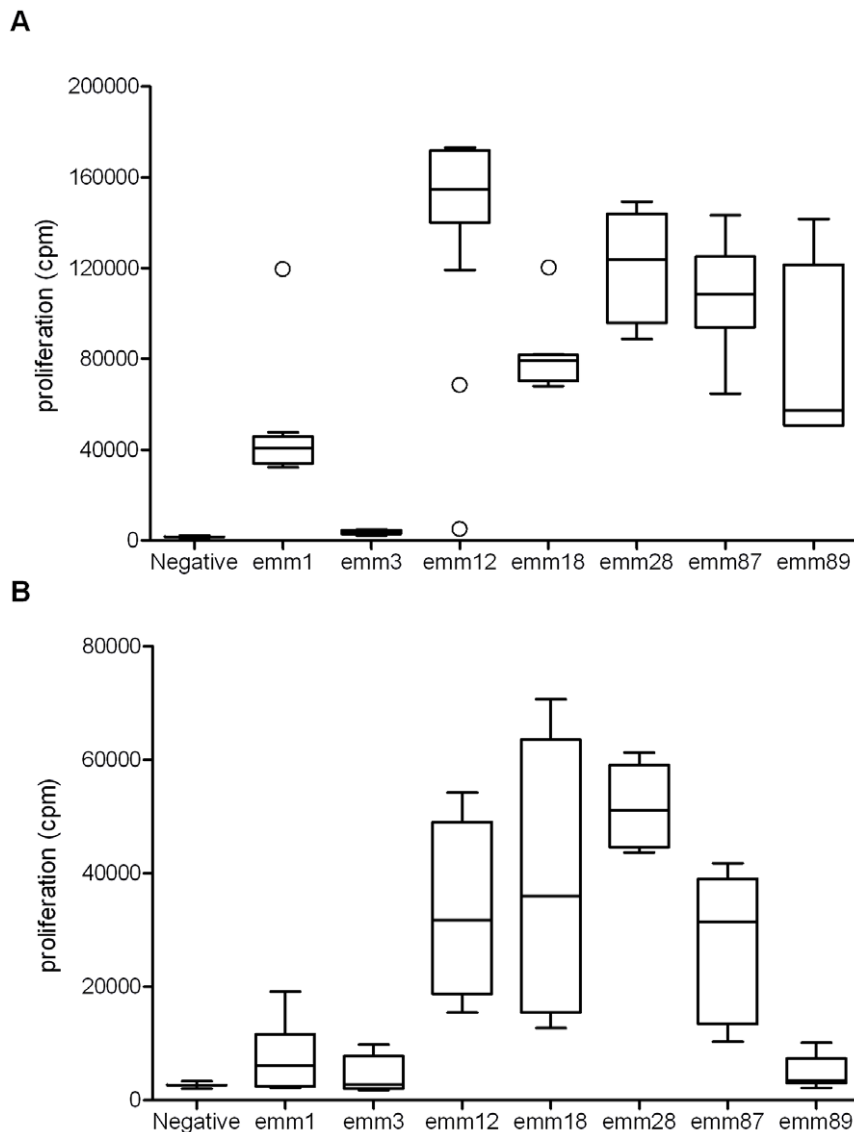 A
200000
160000
120000
80000
40000
0
proliferation (cpm)
Negative emm1 emm3 emm12 emm18 emm28 emm87 emm89
B
80000
60000
40000
20000
0
proliferation (cpm)
Negative emm1 emm3 emm12 emm18 emm28 emm87 emm89